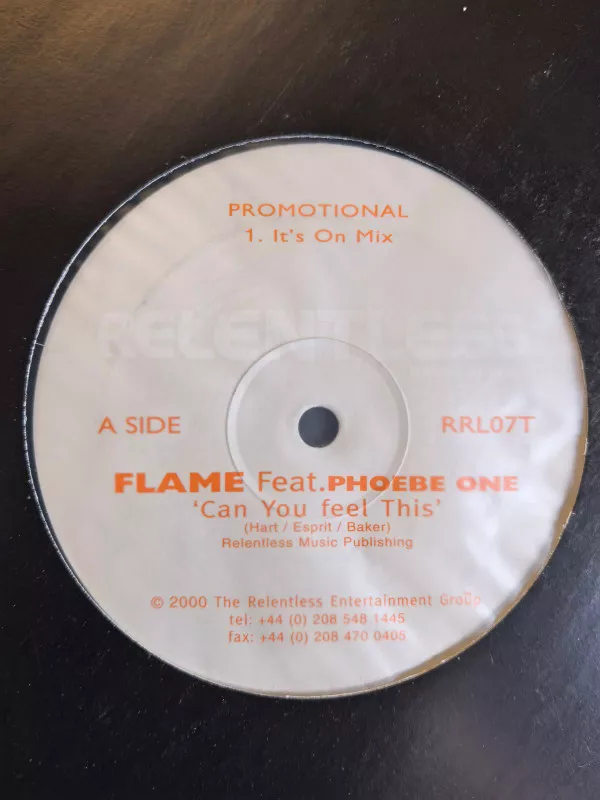 PROMOTIONAL
1. It's On Mix
RELENTLESS
A SIDE RRL07T
FLAME Feat.PHOEBE ONE
'Can You feel This'
(Hart / Esprit / Baker)
Relentless Music Publishing
© 2000 The Relentless Entertainment Group
tel: +44 (0) 208 548 1445
fax: +44 (0) 208 470 0405